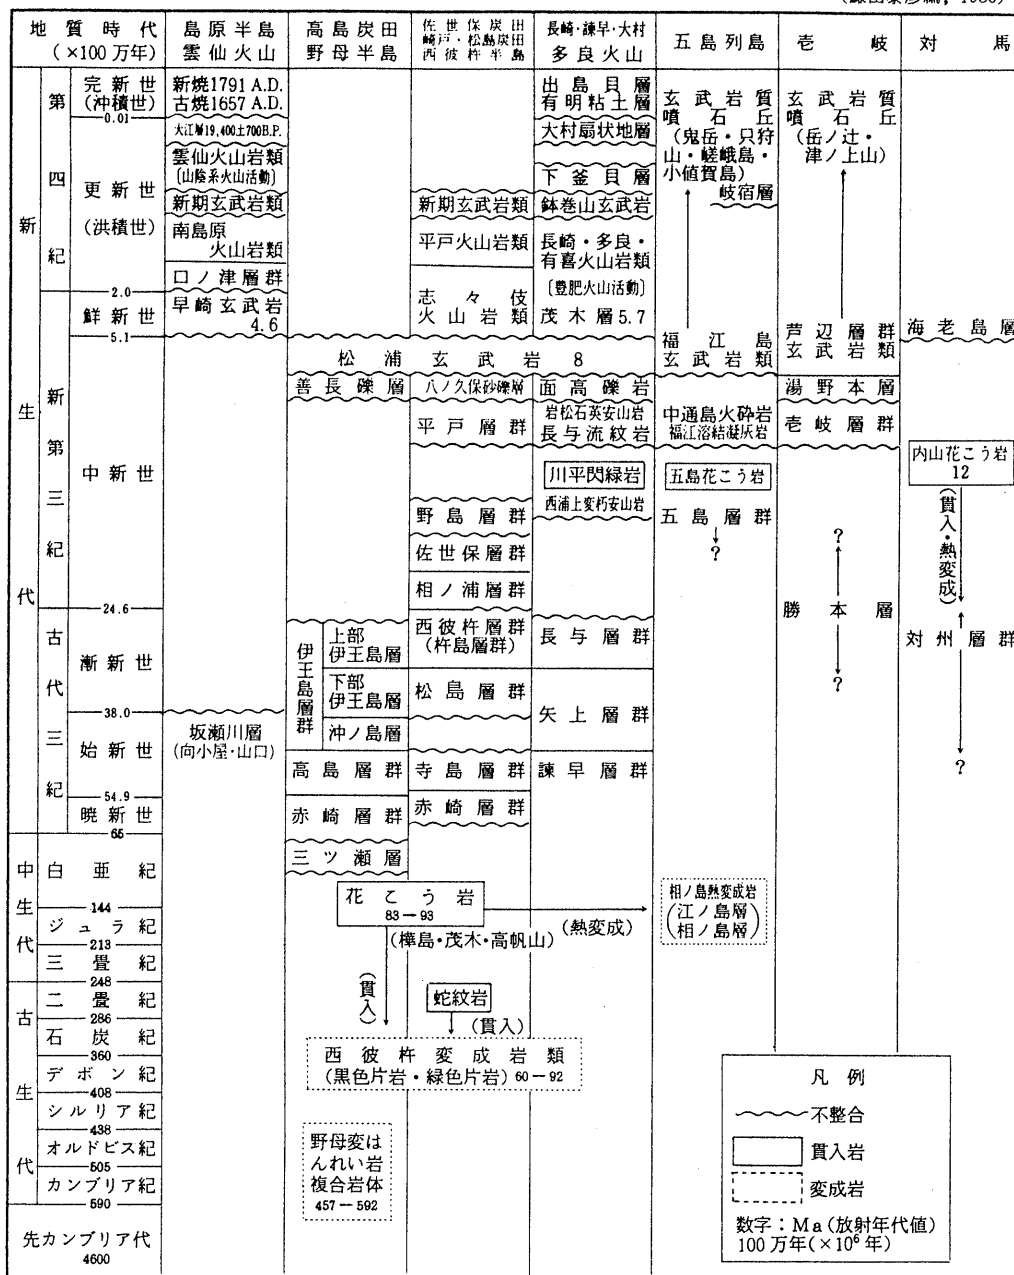 地質時代
(×100万年)
島原半島
雲仙火山
高島炭田
野母半島
佐世保炭田
崎戸・松島炭田
西彼杵半島
長崎・諫早・大村
多良火山
五島列島
壱岐
対馬
新生代
第四紀
完新世
(沖積世)
0.01
更新世
(洪積世)
2.0
新第三紀
鮮新世
5.1
中新世
24.6
古代三紀
漸新世
38.0
始新世
54.9
暁新世
65
中生代
白亜紀
144
ジュラ紀
213
三畳紀
248
古生代
二畳紀
286
石炭紀
360
デボン紀
408
シルリア紀
438
オルドビス紀
505
カンブリア紀
590
先カンブリア代
4600
新焼1791 A.D.
古焼1657 A.D.
大江層19,400±700B.P.
雲仙火山岩類
〔山陰系火山活動〕
新期玄武岩類
南島原
火山岩類
口ノ津層群
早崎玄武岩
4.6
坂瀬川層
(向小屋・山口)
松浦玄武岩 8
善長礫層
伊王島層群
上部
伊王島層
下部
伊王島層
沖ノ島層
高島層群
赤崎層群
三ツ瀬層
花こう岩
83−93
(樺島・茂木・高帆山)
(熱変成)
(貫入)
蛇紋岩
(貫入)
西彼杵変成岩類
(黒色片岩・緑色片岩) 60−92
野母変は
んれい岩
複合岩体
457−592
新期玄武岩類
平戸火山岩類
志々伎
火山岩類
八ノ久保砂礫層
平戸層群
野島層群
佐世保層群
相ノ浦層群
西彼杵層群
(杵島層群)
松島層群
寺島層群
赤崎層群
出島貝層
有明粘土層
大村扇状地層
下釜貝層
鉢巻山玄武岩
長崎・多良・
有喜火山岩類
〔豊肥火山活動〕
茂木層5.7
面高礫岩
岩松石英安山岩
長与流紋岩
川平閃緑岩
西浦上変朽安山岩
長与層群
矢上層群
諫早層群
玄武岩質
噴石丘
(鬼岳・只狩
山・嵯峨島・
小値賀島)
岐宿層
福江島
玄武岩類
中通島火砕岩
福江溶結凝灰岩
五島花こう岩
五島層群
?
相ノ島熱変成岩
(江ノ島層
相ノ島層)
玄武岩質
噴石丘
(岳ノ辻・
津ノ上山)
芦辺層群
玄武岩類
湯野本層
壱岐層群
?
勝本層
?
海老島層
内山花こう岩
12
(貫入・熱変成)
対州層群
?
凡例
不整合
貫入岩
変成岩
数字：Ma(放射年代値)
100万年(×10⁶年)